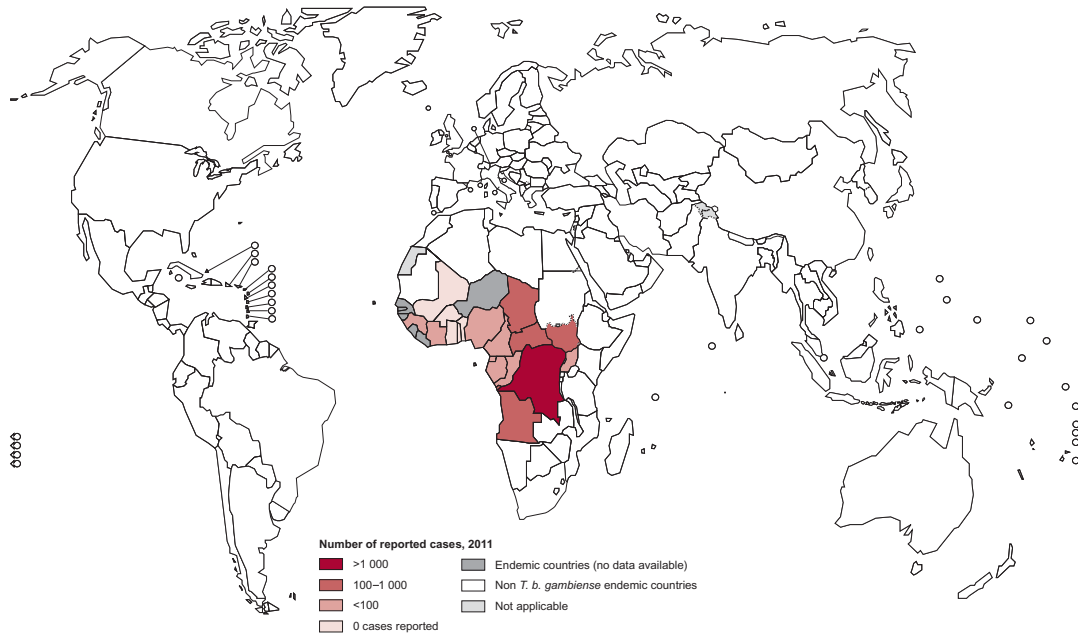 Number of reported cases, 2011
>1 000
100–1 000
<100
0 cases reported
Endemic countries (no data available)
Non T. b. gambiense endemic countries
Not applicable